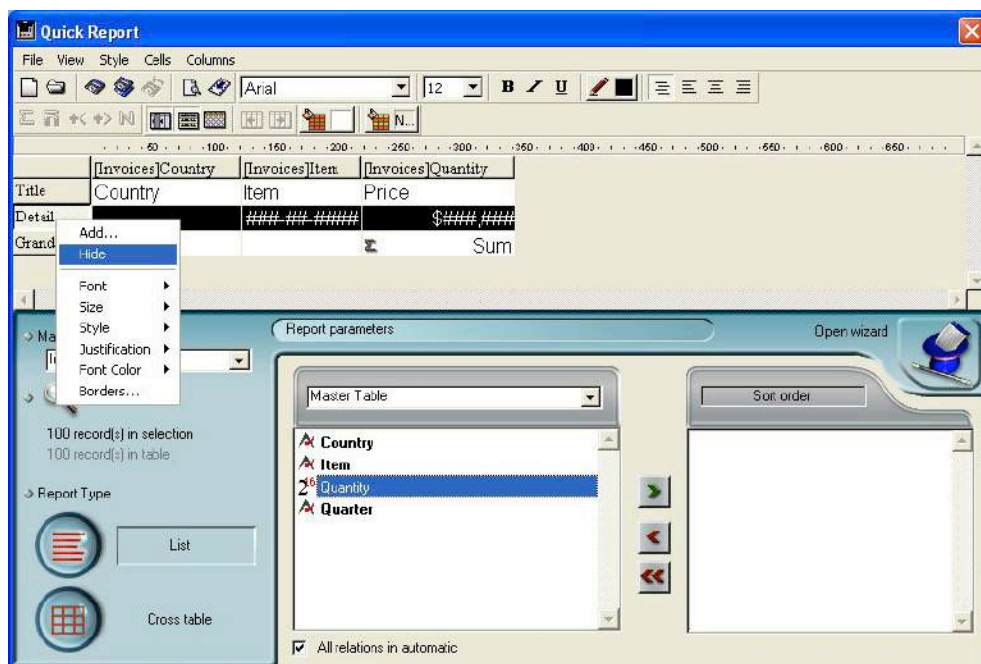 Quick Report
File View Style Cells Columns
Arial 12 B I U
N...
50 100 150 200 250 300 350 400 450 500 550 600 650
[Invoices]Country [Invoices]Item [Invoices]Quantity
Title Country Item Price
Detail ### ## #### $###,###
Grand Σ Sum
Add...
Hide
Font
Size
Style
Justification
Font Color
Borders...
Report parameters
Open wizard
Master Table
Sort order
100 record(s) in selection
100 record(s) in table
Country
Item
2 16 Quantity
Quarter
Report Type
List
Cross table
All relations in automatic